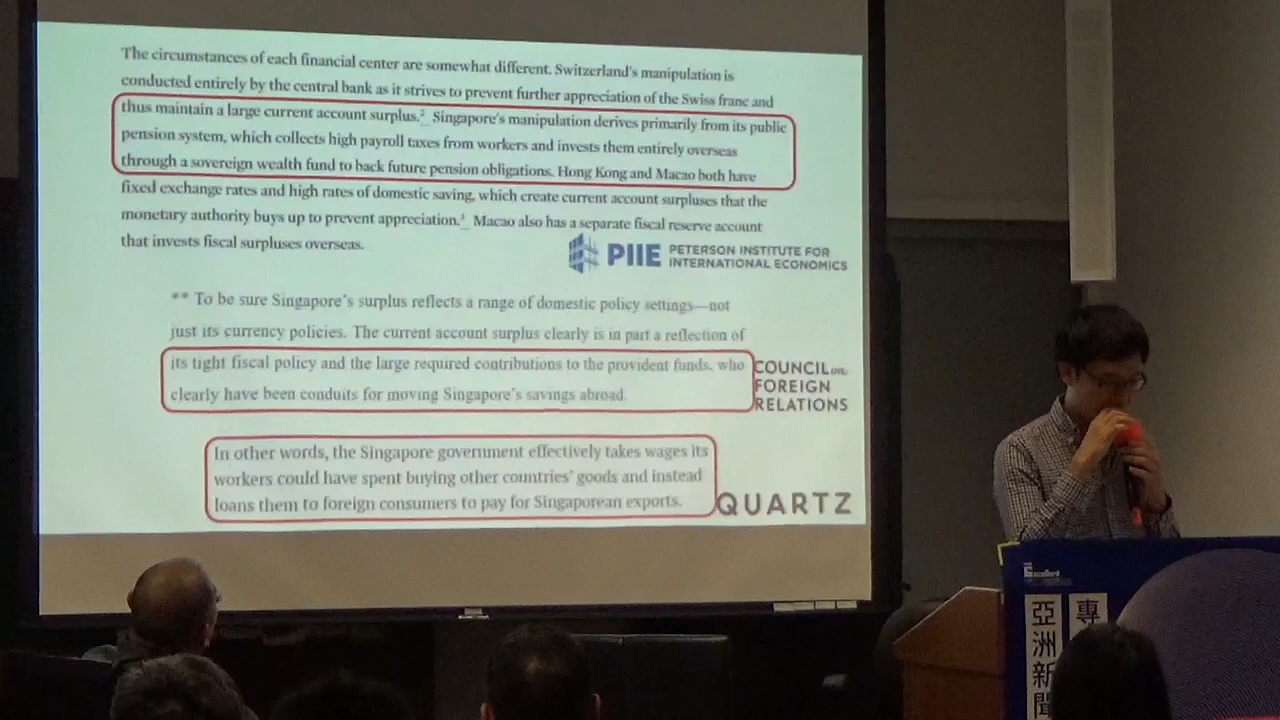 The circumstances of each financial center are somewhat different. Switzerland's manipulation is
conducted entirely by the central bank as it strives to prevent further appreciation of the Swiss franc and
thus maintain a large current account surplus.² Singapore's manipulation derives primarily from its public
pension system, which collects high payroll taxes from workers and invests them entirely overseas
through a sovereign wealth fund to back future pension obligations. Hong Kong and Macao both have
fixed exchange rates and high rates of domestic saving, which create current account surpluses that the
monetary authority buys up to prevent appreciation. Macao also has a separate fiscal reserve account
that invests fiscal surpluses overseas.
PIIE PETERSON INSTITUTE FOR
INTERNATIONAL ECONOMICS
** To be sure Singapore's surplus reflects a range of domestic policy settings—not
just its currency policies. The current account surplus clearly is in part a reflection of
its tight fiscal policy and the large required contributions to the provident funds, who
clearly have been conduits for moving Singapore's savings abroad.
COUNCIL on
FOREIGN
RELATIONS
In other words, the Singapore government effectively takes wages its
workers could have spent buying other countries' goods and instead
loans them to foreign consumers to pay for Singaporean exports.
QUARTZ
亞洲新聞
專